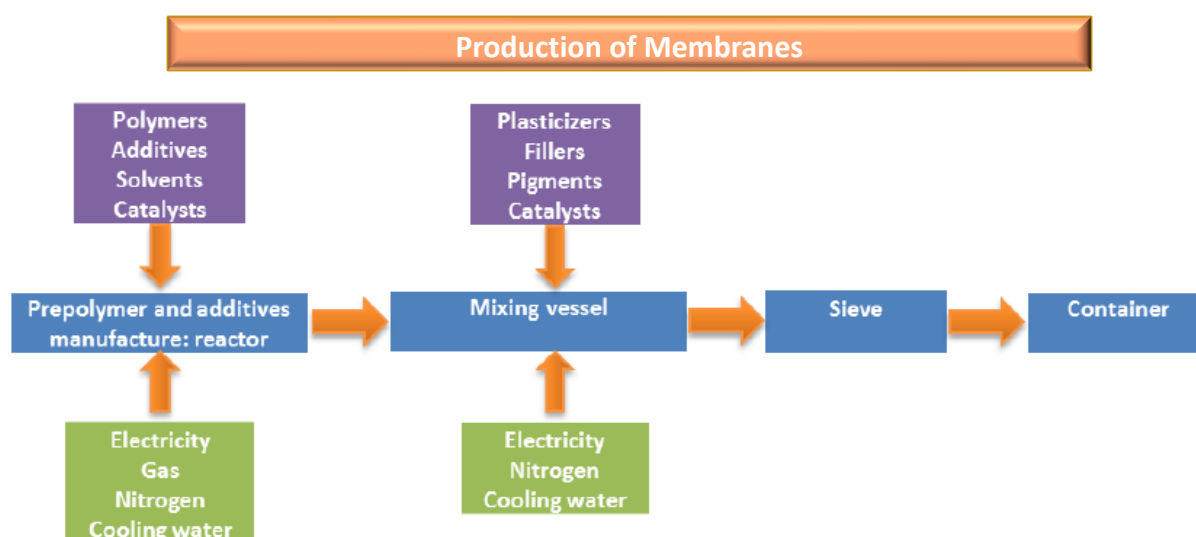 Production of Membranes
Polymers
Additives
Solvents
Catalysts
Plasticizers
Fillers
Pigments
Catalysts
Prepolymer and additives
manufacture: reactor
Mixing vessel
Sieve
Container
Electricity
Gas
Nitrogen
Cooling water
Electricity
Nitrogen
Cooling water